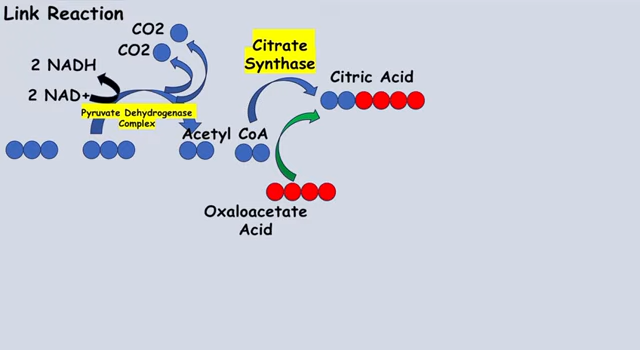 Link Reaction
CO2
CO2
2 NADH
2 NAD+
Pyruvate Dehydrogenase
Complex
Acetyl CoA
Citrate
Synthase
Citric Acid
Oxaloacetate
Acid